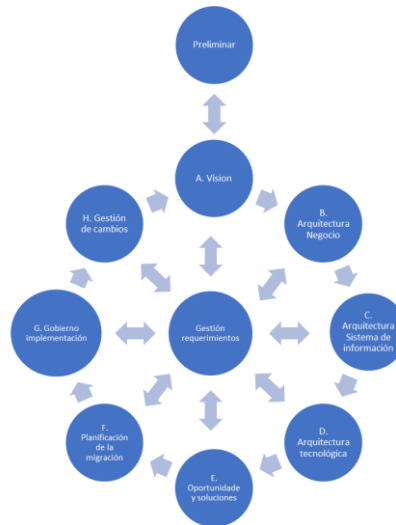 Preliminar
A. Vision
H. Gestión
de cambios
B.
Arquitectura
Negocio
G. Gobierno
implementación
Gestión
requerimientos
C.
Arquitectura
Sistema de
información
F.
Planificación
de la
migración
D.
Arquitectura
tecnológica
E.
Oportunidade
y soluciones